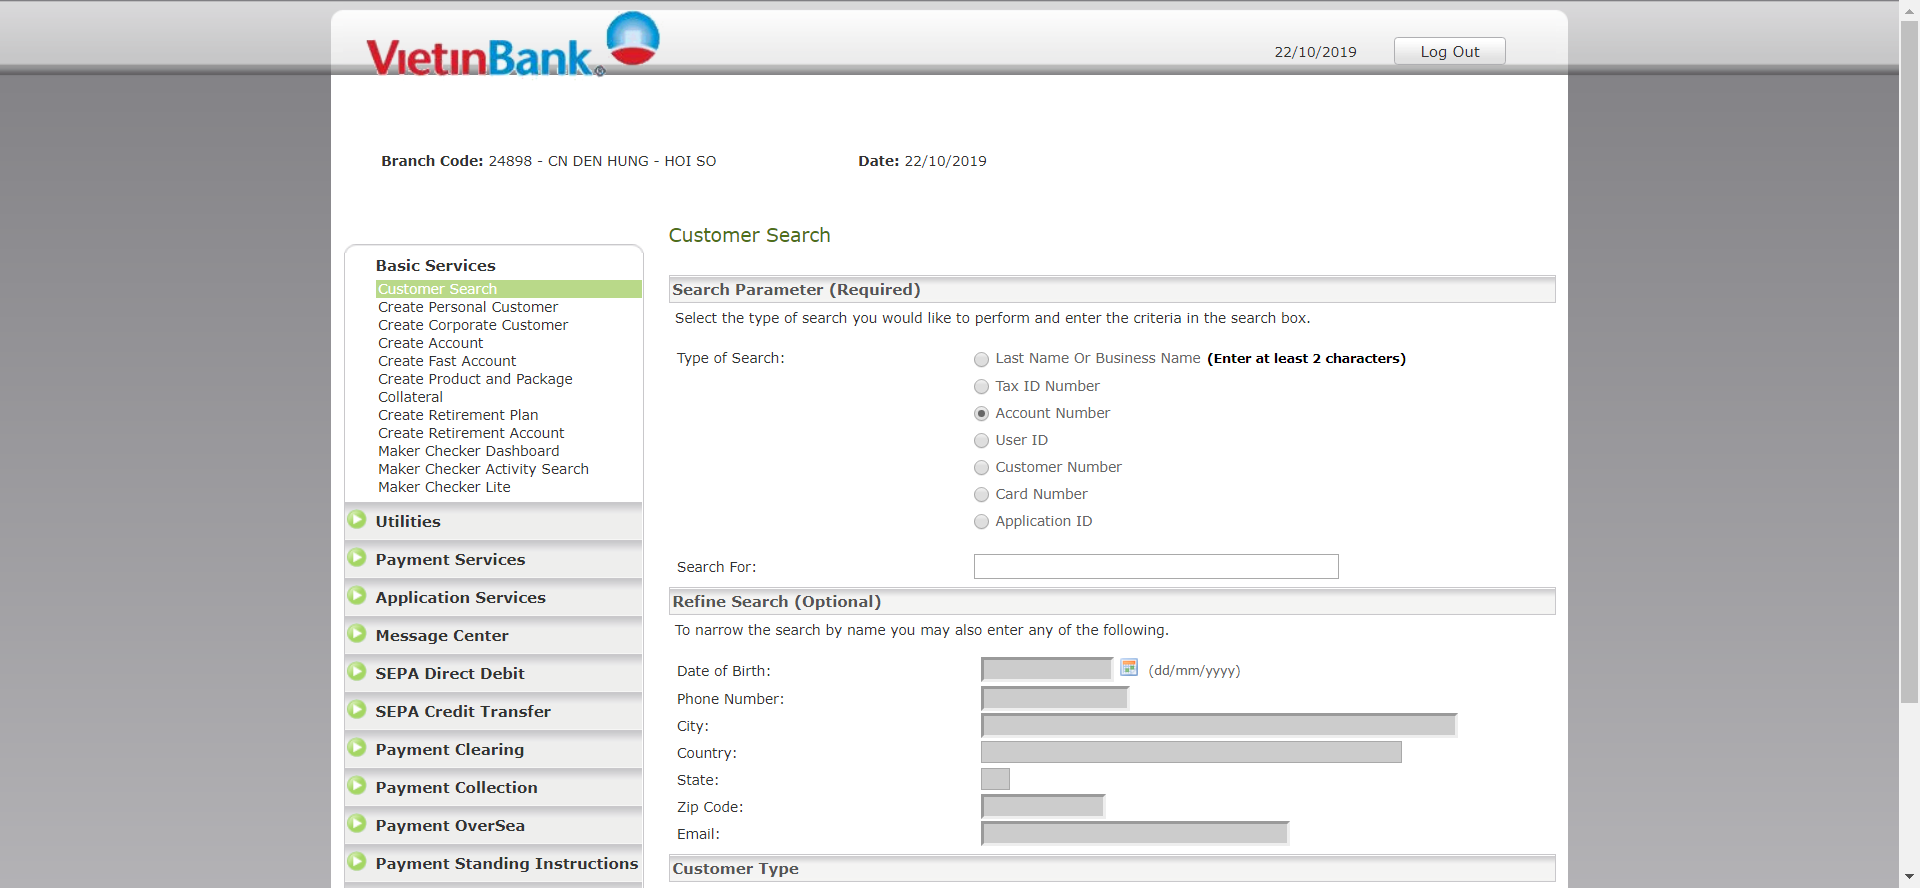 VietinBank
22/10/2019
Log Out
Branch Code: 24898 - CN DEN HUNG - HOI SO
Date: 22/10/2019
Basic Services
Customer Search
Create Personal Customer
Create Corporate Customer
Create Account
Create Fast Account
Create Product and Package
Collateral
Create Retirement Plan
Create Retirement Account
Maker Checker Dashboard
Maker Checker Activity Search
Maker Checker Lite
Utilities
Payment Services
Application Services
Message Center
SEPA Direct Debit
SEPA Credit Transfer
Payment Clearing
Payment Collection
Payment OverSea
Payment Standing Instructions
Customer Search
Search Parameter (Required)
Select the type of search you would like to perform and enter the criteria in the search box.
Type of Search:
Last Name Or Business Name (Enter at least 2 characters)
Tax ID Number
Account Number
User ID
Customer Number
Card Number
Application ID
Search For:
Refine Search (Optional)
To narrow the search by name you may also enter any of the following.
Date of Birth: (dd/mm/yyyy)
Phone Number:
City:
Country:
State:
Zip Code:
Email:
Customer Type